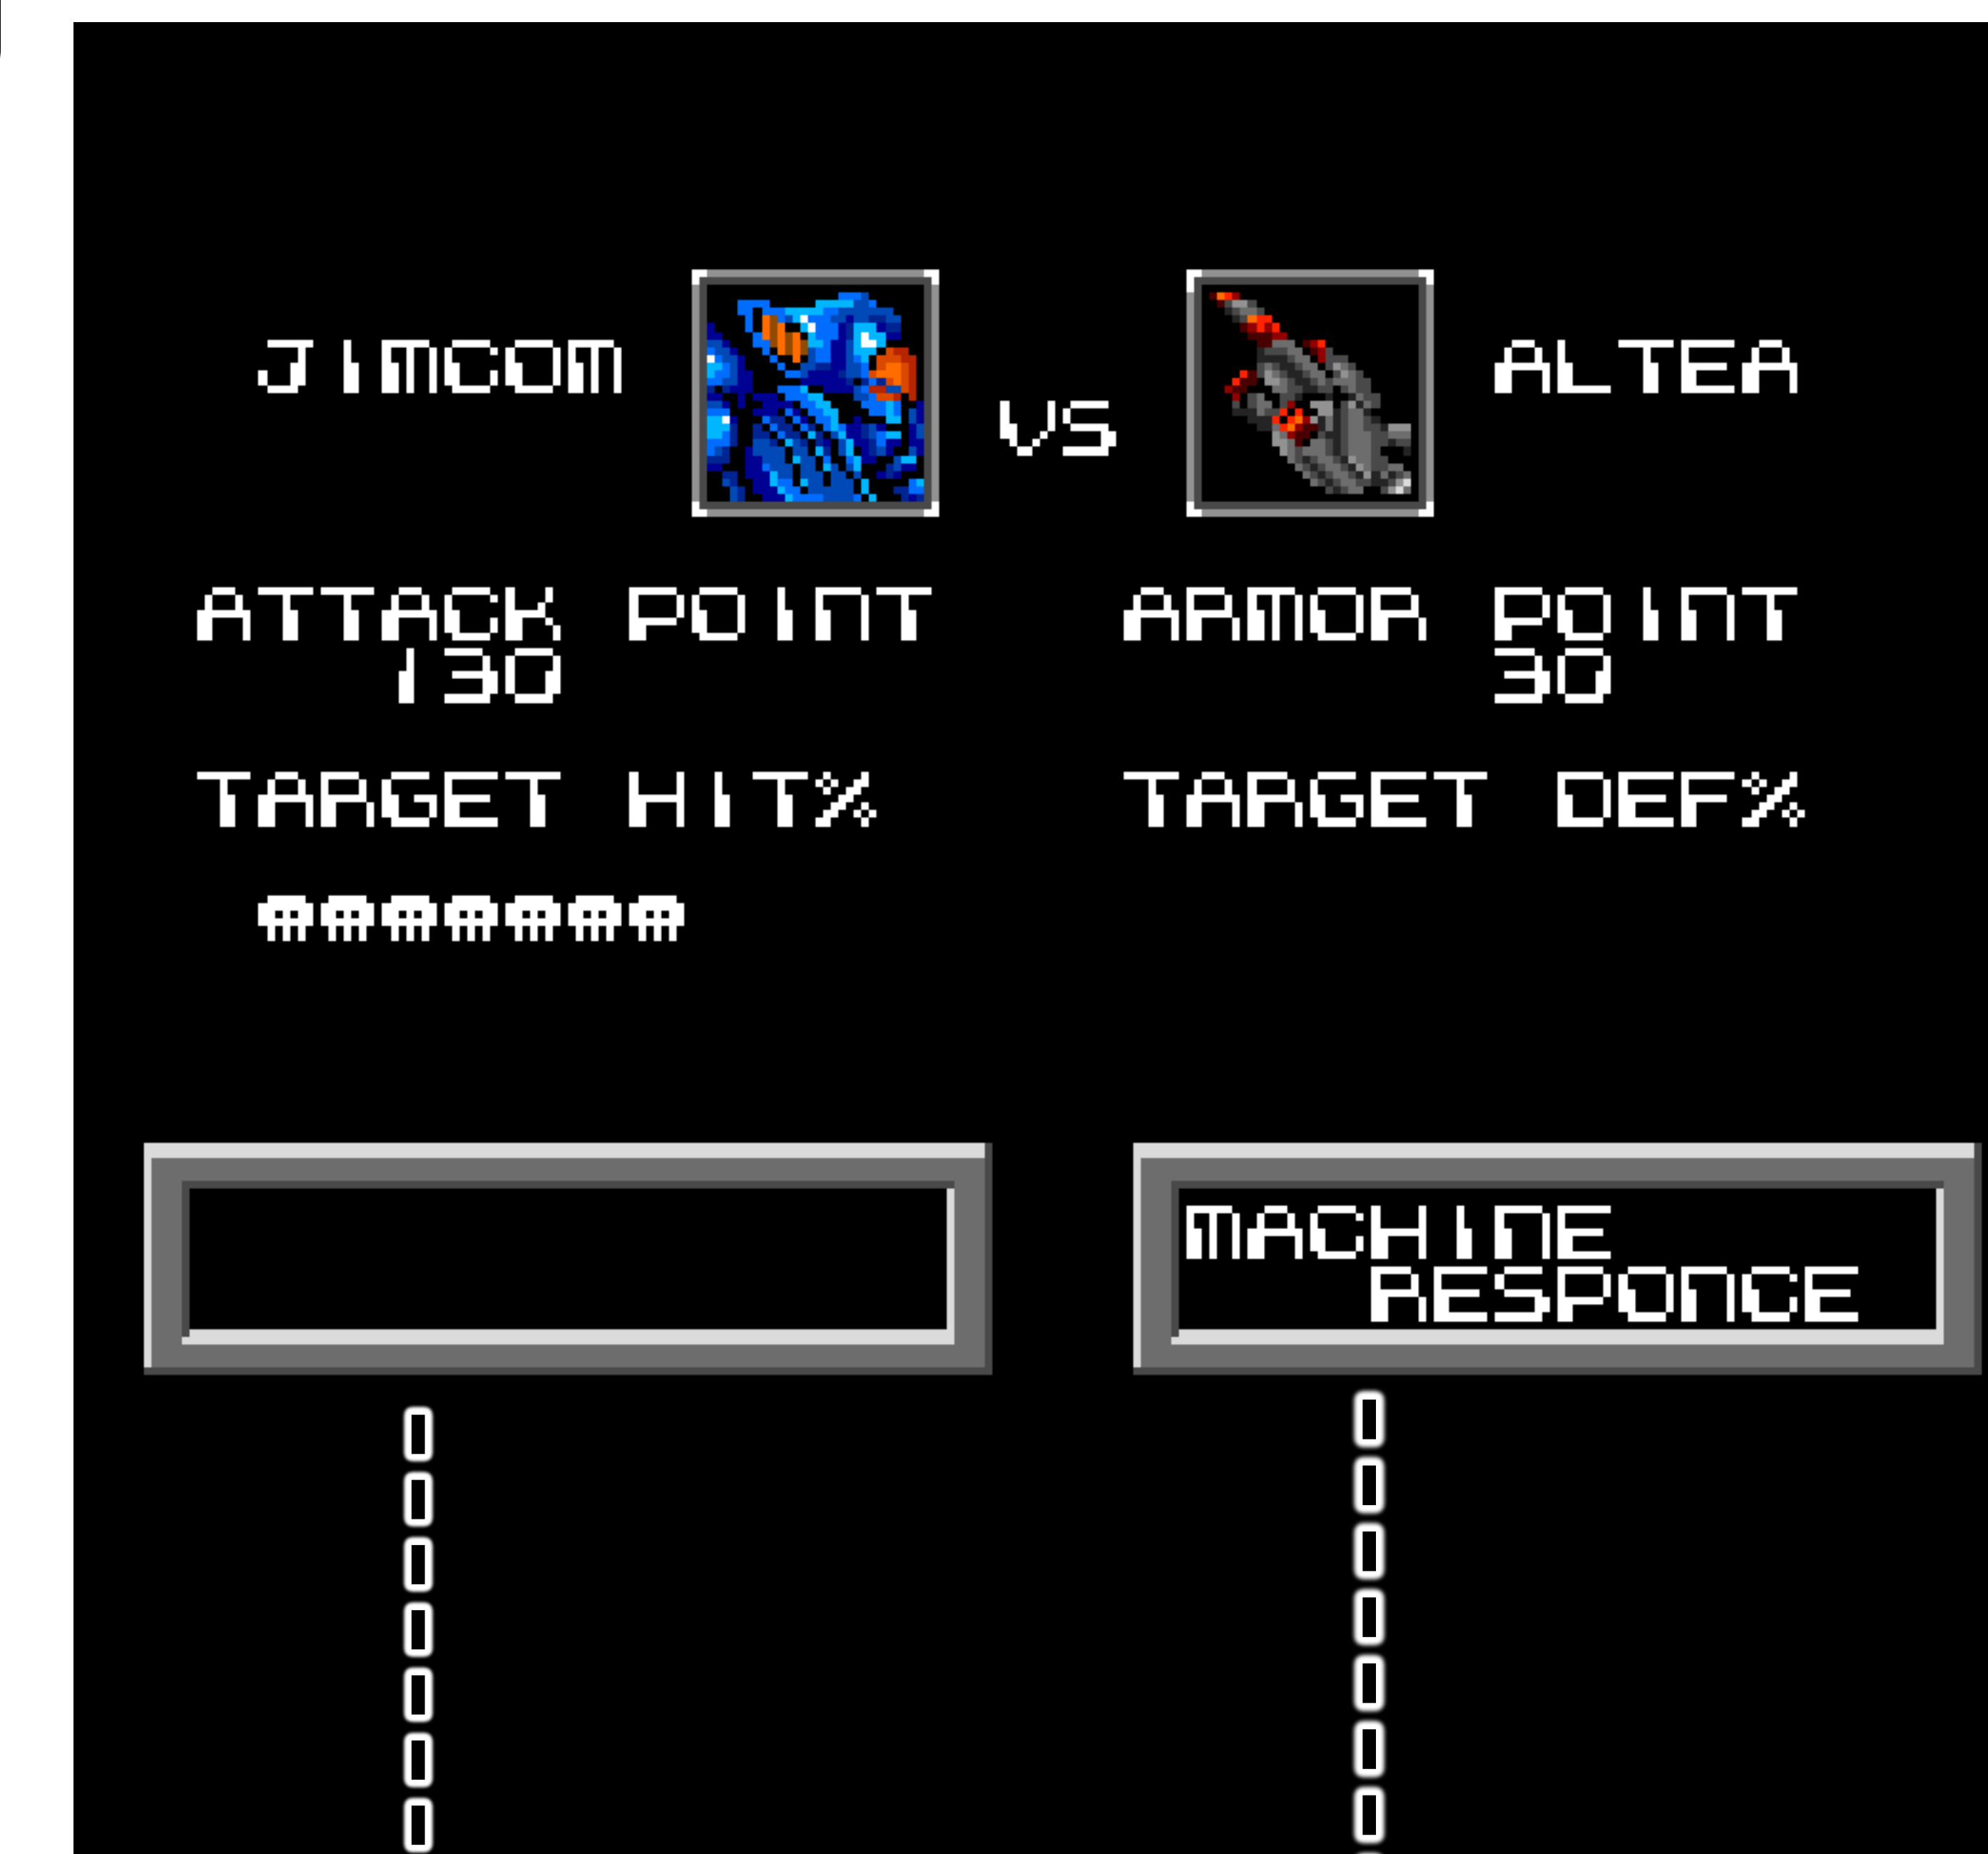 JIMCOM
VS
ALTEA
ATTACK POINT
130
ARMOR POINT
30
TARGET HIT%
TARGET DEF%
MACHINE
RESPONCE